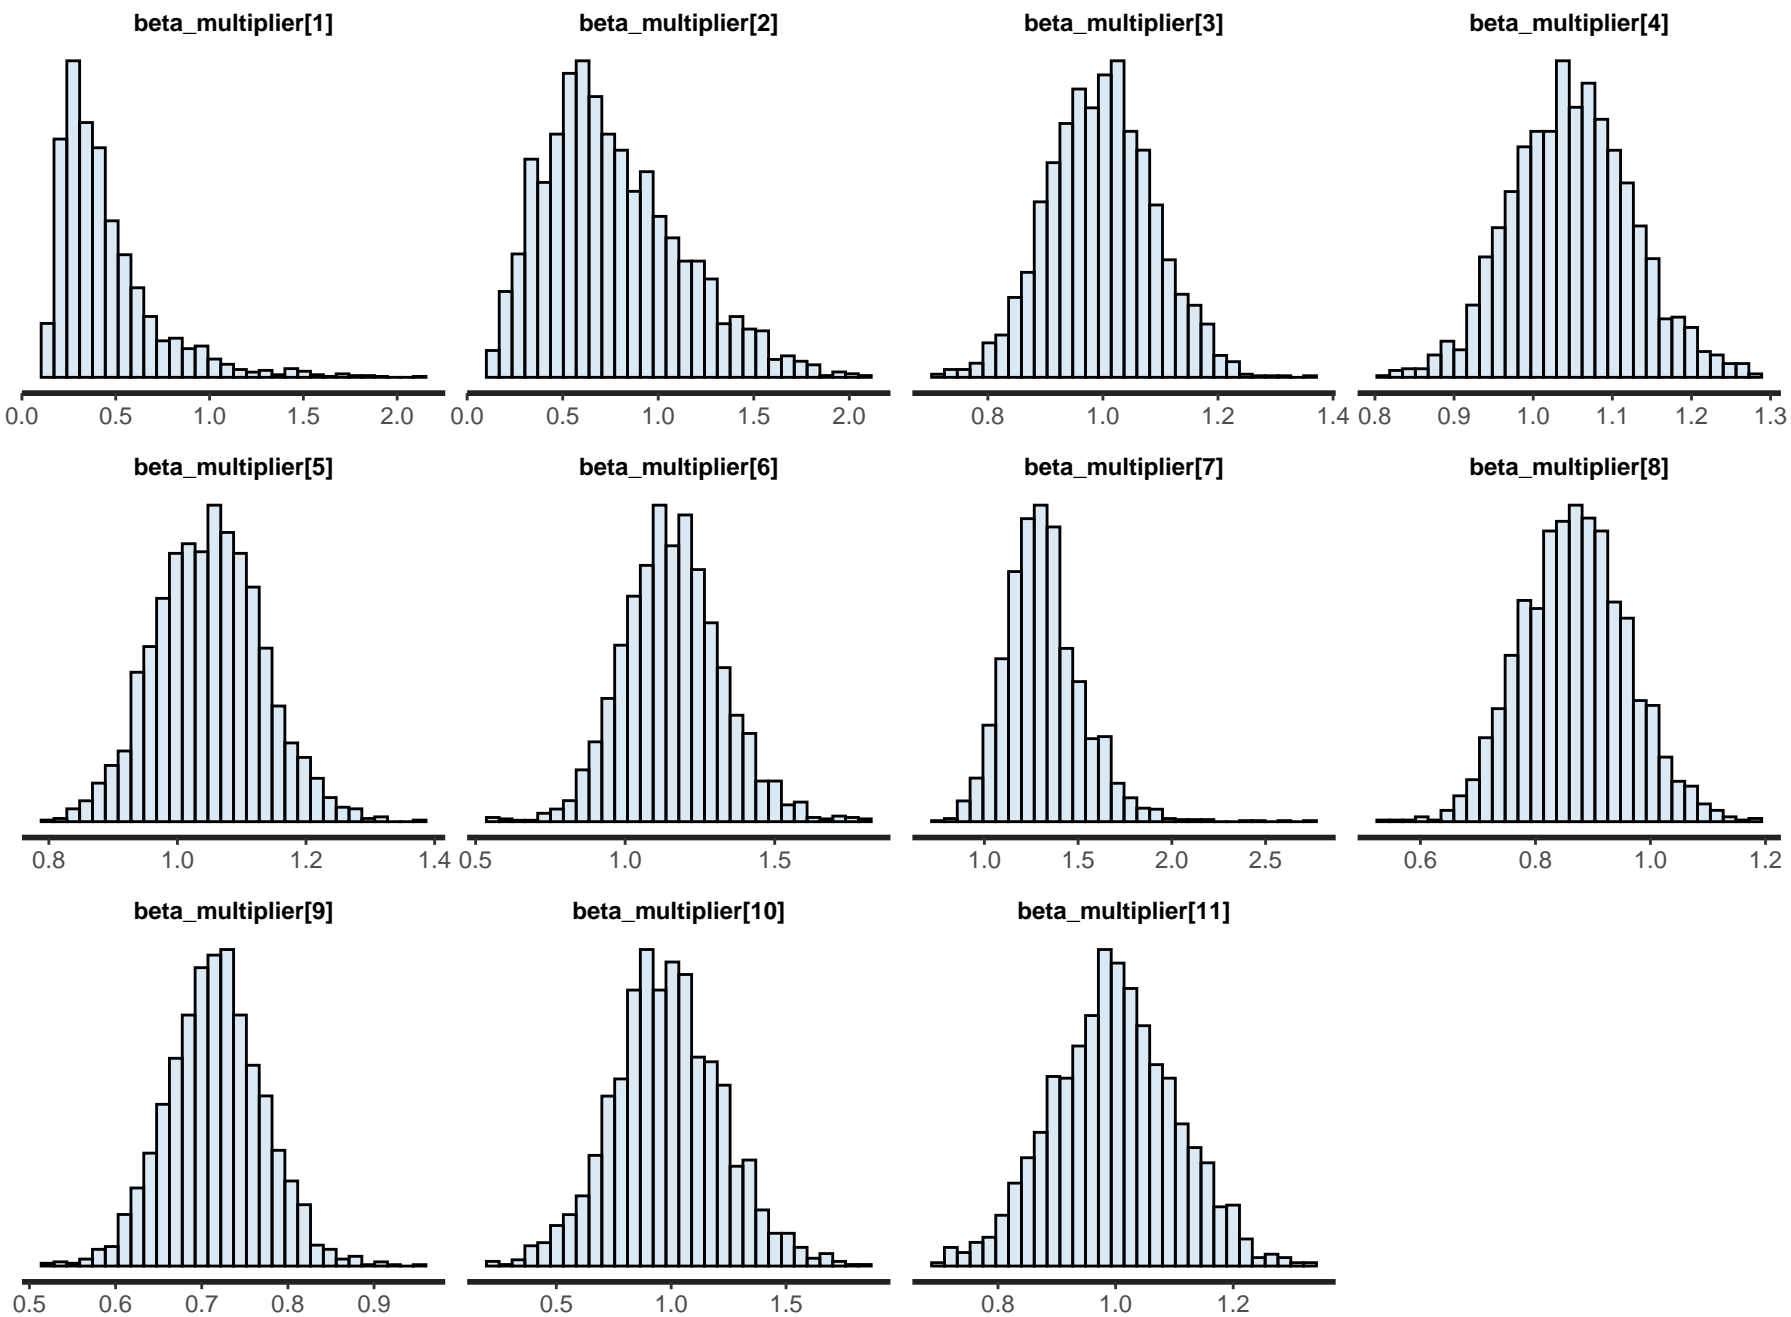 beta_multiplier[1] beta_multiplier[2] beta_multiplier[3] beta_multiplier[4]
0.0 0.5 1.0 1.5 2.0 0.0 0.5 1.0 1.5 2.0 0.8 1.0 1.2 1.4 0.8 0.9 1.0 1.1 1.2 1.3
beta_multiplier[5] beta_multiplier[6] beta_multiplier[7] beta_multiplier[8]
0.8 1.0 1.2 1.4 0.5 1.0 1.5 1.0 1.5 2.0 2.5 0.6 0.8 1.0 1.2
beta_multiplier[9] beta_multiplier[10] beta_multiplier[11]
0.5 0.6 0.7 0.8 0.9 0.5 1.0 1.5 0.8 1.0 1.2